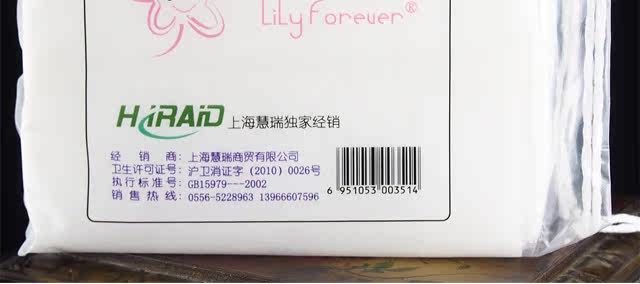 LiLy Forever®
HiRAID 上海慧瑞独家经销
经 销 商：上海慧瑞商贸有限公司
卫生许可证号：沪卫消证字（2010）0026号
执行标准号：GB15979---2002
销售热线：0556-5228963 13966607596
6 951053 003514